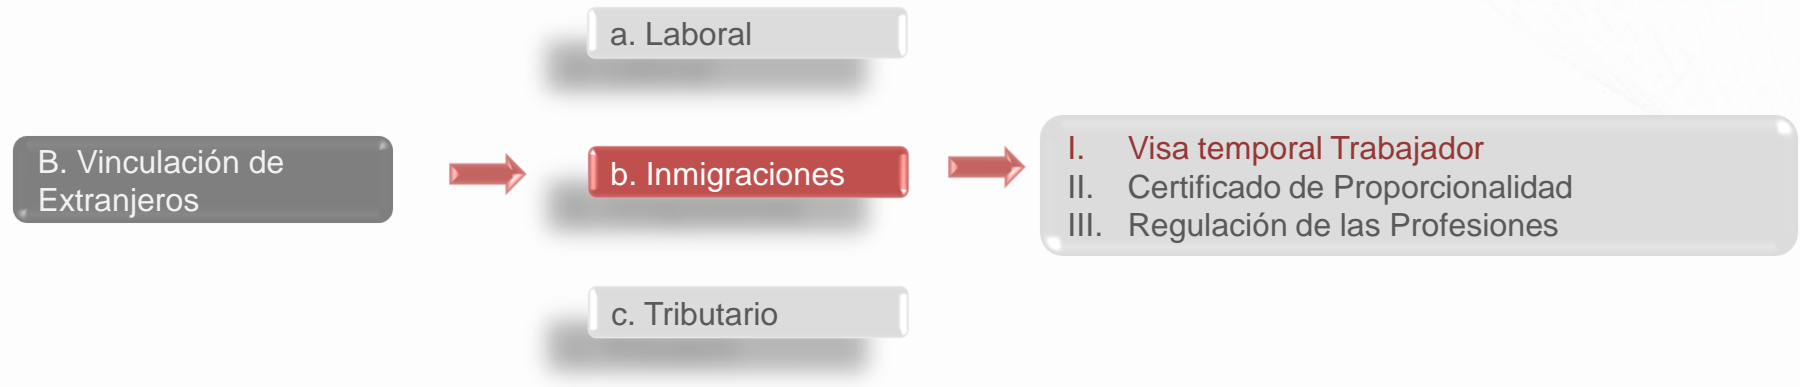 a. Laboral
B. Vinculación de
Extranjeros
b. Inmigraciones
I. Visa temporal Trabajador
II. Certificado de Proporcionalidad
III. Regulación de las Profesiones
c. Tributario